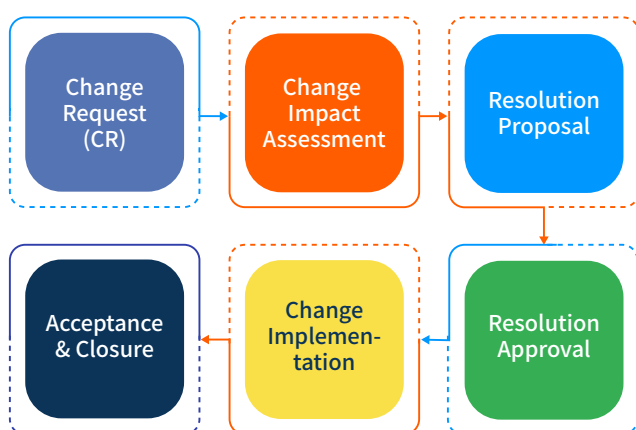 Change
Request
(CR)
Change
Impact
Assessment
Resolution
Proposal
Acceptance
& Closure
Change
Implemen-
tation
Resolution
Approval